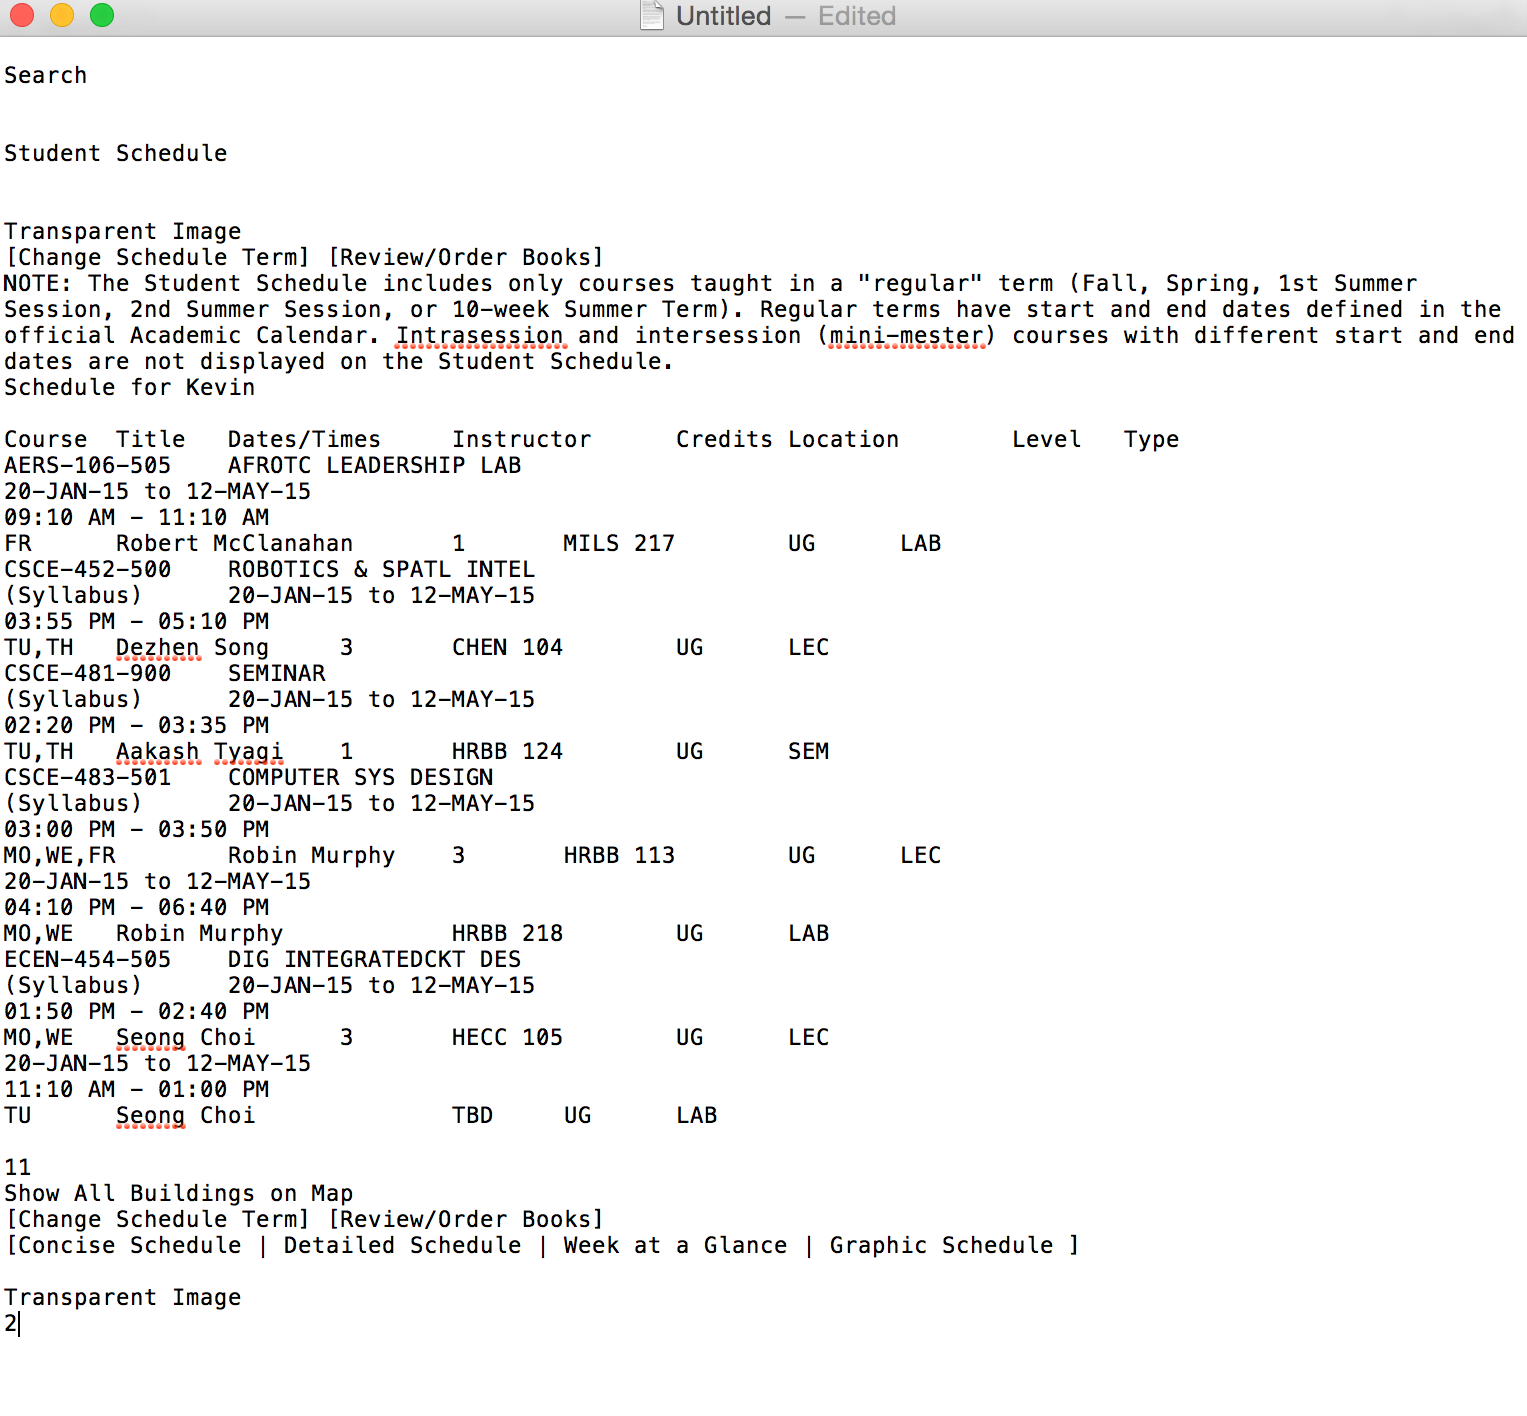 Untitled — Edited
Search
Student Schedule
Transparent Image
[Change Schedule Term] [Review/Order Books]
NOTE: The Student Schedule includes only courses taught in a "regular" term (Fall, Spring, 1st Summer
Session, 2nd Summer Session, or 10-week Summer Term). Regular terms have start and end dates defined in the
official Academic Calendar. Intrasession and intersession (mini-mester) courses with different start and end
dates are not displayed on the Student Schedule.
Schedule for Kevin
Course Title Dates/Times Instructor Credits Location Level Type
AERS-106-505 AFROTC LEADERSHIP LAB
20-JAN-15 to 12-MAY-15
09:10 AM - 11:10 AM
FR Robert McClanahan 1 MILS 217 UG LAB
CSCE-452-500 ROBOTICS & SPATL INTEL
(Syllabus) 20-JAN-15 to 12-MAY-15
03:55 PM - 05:10 PM
TU,TH Dezhen Song 3 CHEN 104 UG LEC
CSCE-481-900 SEMINAR
(Syllabus) 20-JAN-15 to 12-MAY-15
02:20 PM - 03:35 PM
TU,TH Aakash Tyagi 1 HRBB 124 UG SEM
CSCE-483-501 COMPUTER SYS DESIGN
(Syllabus) 20-JAN-15 to 12-MAY-15
03:00 PM - 03:50 PM
MO,WE,FR Robin Murphy 3 HRBB 113 UG LEC
20-JAN-15 to 12-MAY-15
04:10 PM - 06:40 PM
MO,WE Robin Murphy HRBB 218 UG LAB
ECEN-454-505 DIG INTEGRATEDCKT DES
(Syllabus) 20-JAN-15 to 12-MAY-15
01:50 PM - 02:40 PM
MO,WE Seong Choi 3 HECC 105 UG LEC
20-JAN-15 to 12-MAY-15
11:10 AM - 01:00 PM
TU Seong Choi TBD UG LAB
11
Show All Buildings on Map
[Change Schedule Term] [Review/Order Books]
[Concise Schedule | Detailed Schedule | Week at a Glance | Graphic Schedule ]
Transparent Image
2